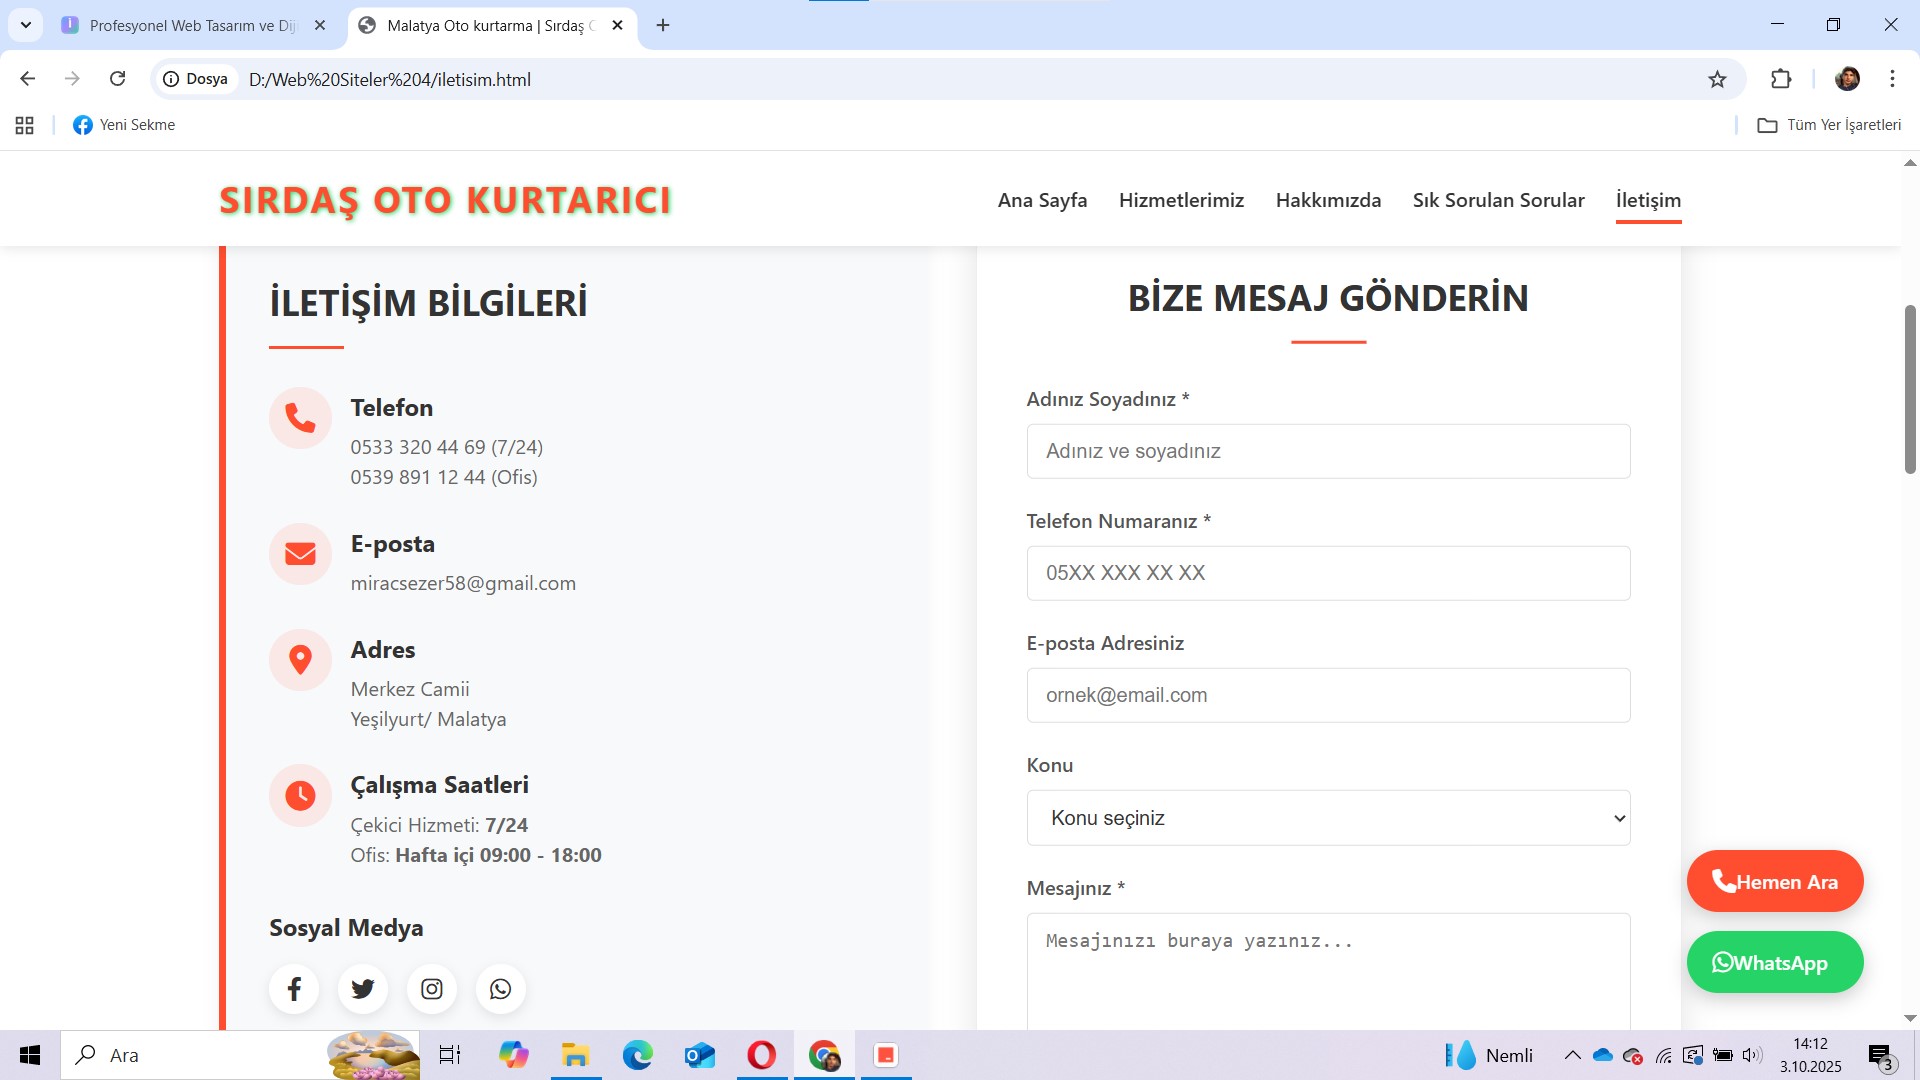 Profesyonel Web Tasarım ve Dij
Malatya Oto kurtarma | Sırdaş
Dosya
D:/Web%20Siteler%204/iletisim.html
Yeni Sekme
Tüm Yer İşaretleri
SIRDAŞ OTO KURTARICI
Ana Sayfa
Hizmetlerimiz
Hakkımızda
Sık Sorulan Sorular
İletişim
İLETİŞİM BİLGİLERİ
Telefon
0533 320 44 69 (7/24)
0539 891 12 44 (Ofis)
E-posta
miracsezer58@gmail.com
Adres
Merkez Camii
Yeşilyurt/ Malatya
Çalışma Saatleri
Çekici Hizmeti: 7/24
Ofis: Hafta içi 09:00 - 18:00
Sosyal Medya
BİZE MESAJ GÖNDERİN
Adınız Soyadınız *
Adınız ve soyadınız
Telefon Numaranız *
05XX XXX XX XX
E-posta Adresiniz
ornek@email.com
Konu
Konu seçiniz
Mesajınız *
Mesajınızı buraya yazınız...
Hemen Ara
WhatsApp
Ara
Nemli
14:12
3.10.2025
3